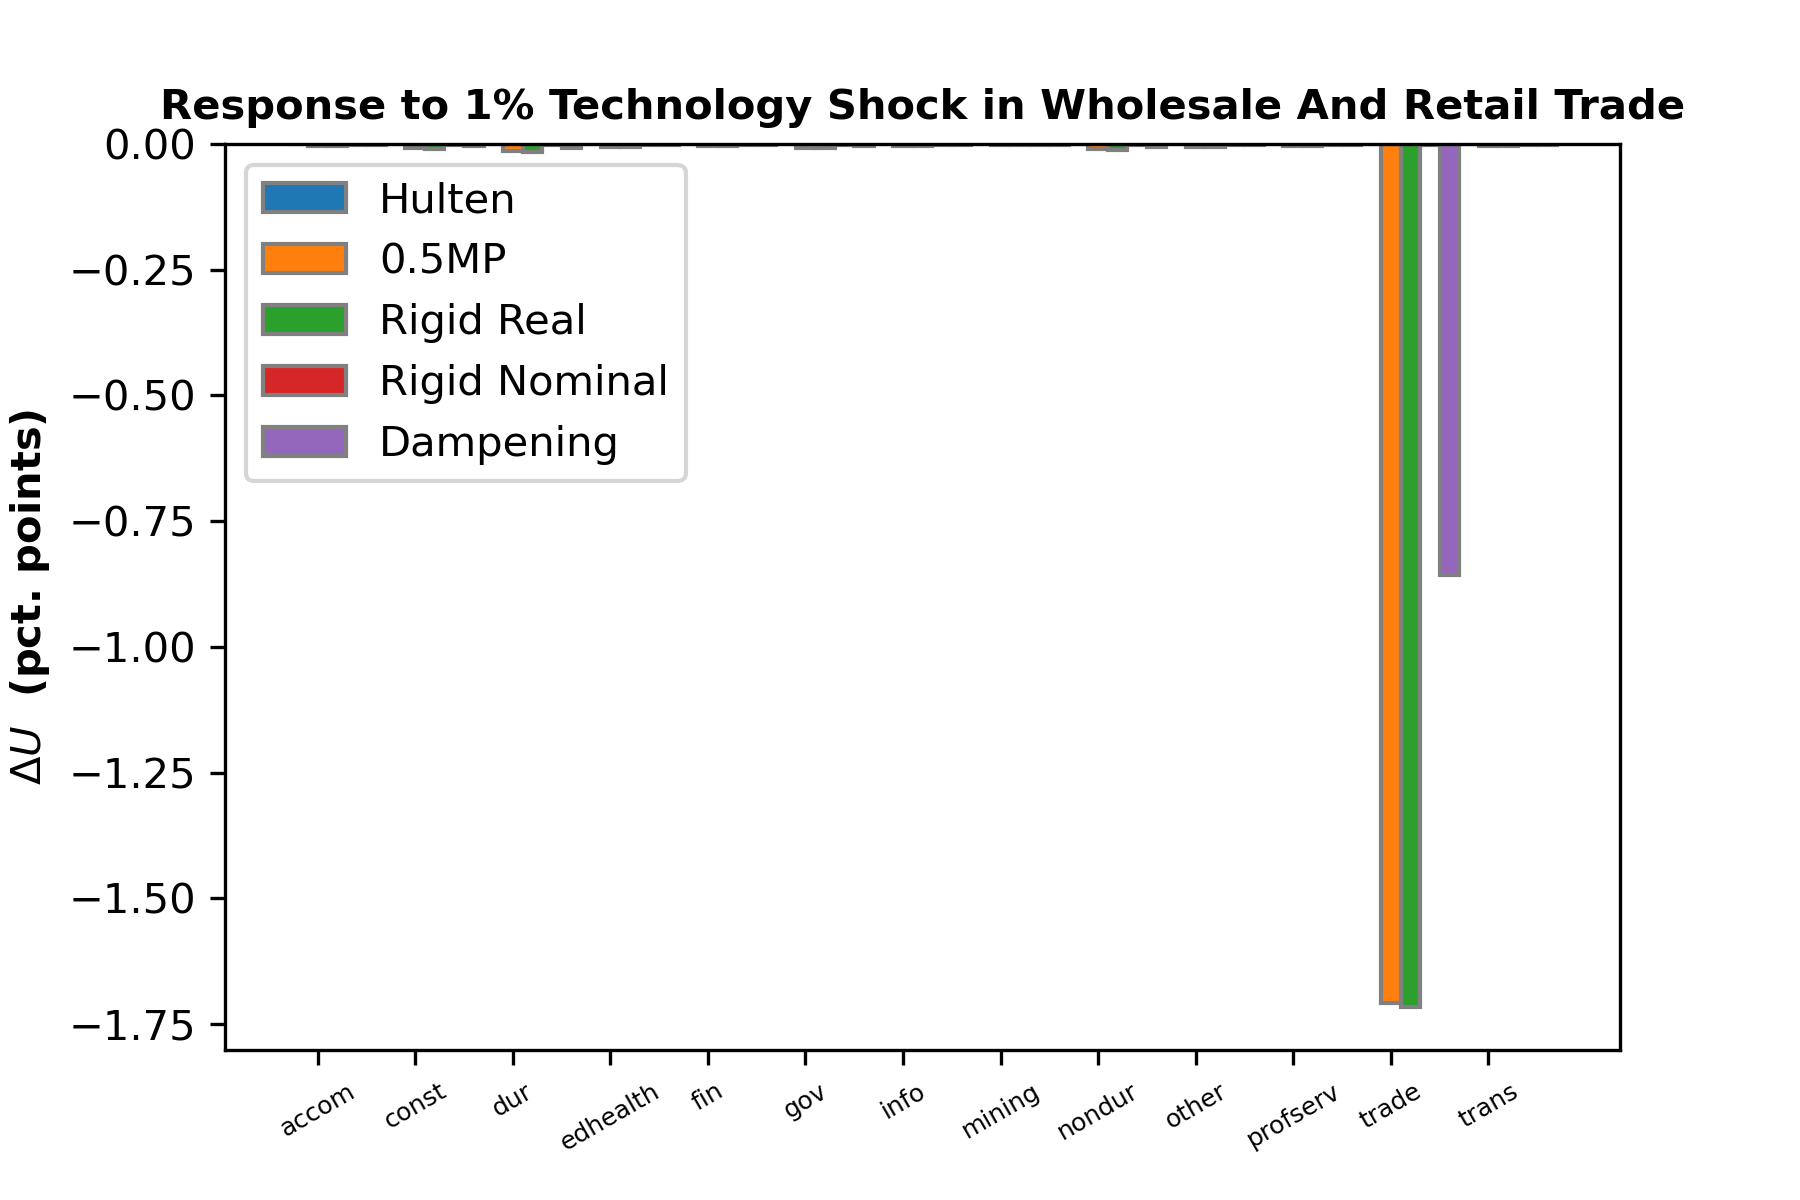 Response to 1% Technology Shock in Wholesale And Retail Trade
0.00
−0.25
−0.50
−0.75
−1.00
−1.25
−1.50
−1.75
ΔU (pct. points)
Hulten
0.5MP
Rigid Real
Rigid Nominal
Dampening
accom const dur edhealth fin gov info mining nondur other profserv trade trans